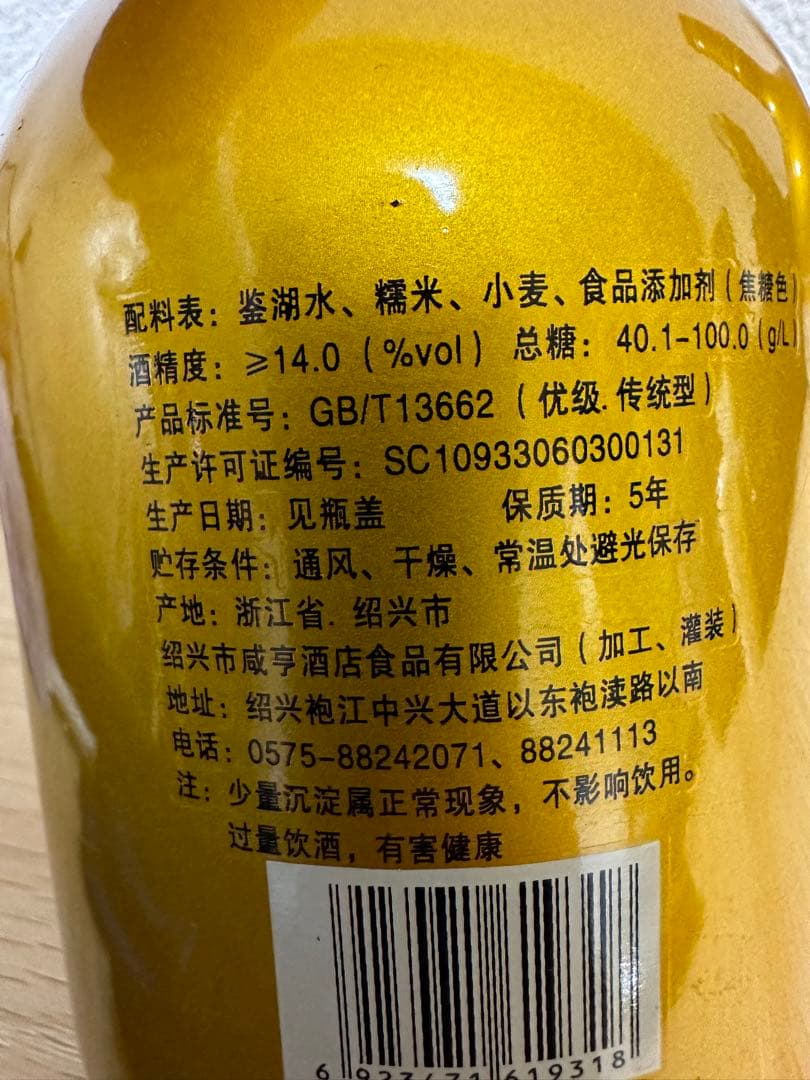 配料表：鉴湖水、糯米、小麦、食品添加剂（焦糖色）
酒精度：≥14.0（%vol） 总糖：40.1-100.0（g/L）
产品标准号：GB/T13662（优级.传统型）
生产许可证编号：SC10933060300131
生产日期：见瓶盖 保质期：5年
贮存条件：通风、干燥、常温处避光保存
产地：浙江省.绍兴市
绍兴市咸亨酒店食品有限公司（加工、灌装）
地址：绍兴袍江中兴大道以东袍渎路以南
电话：0575-88242071、88241113
注：少量沉淀属正常现象，不影响饮用。
过量饮酒，有害健康
6 923471 619318